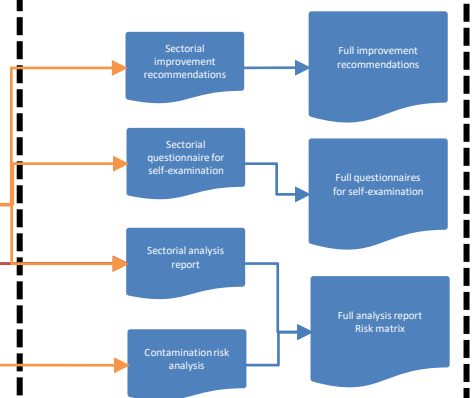 Sectorial
improvement
recommendations
Full improvement
recommendations
Sectorial
questionnaire for
self-examination
Full questionnaires
for self-examination
Sectorial analysis
report
Full analysis report
Risk matrix
Contamination risk
analysis